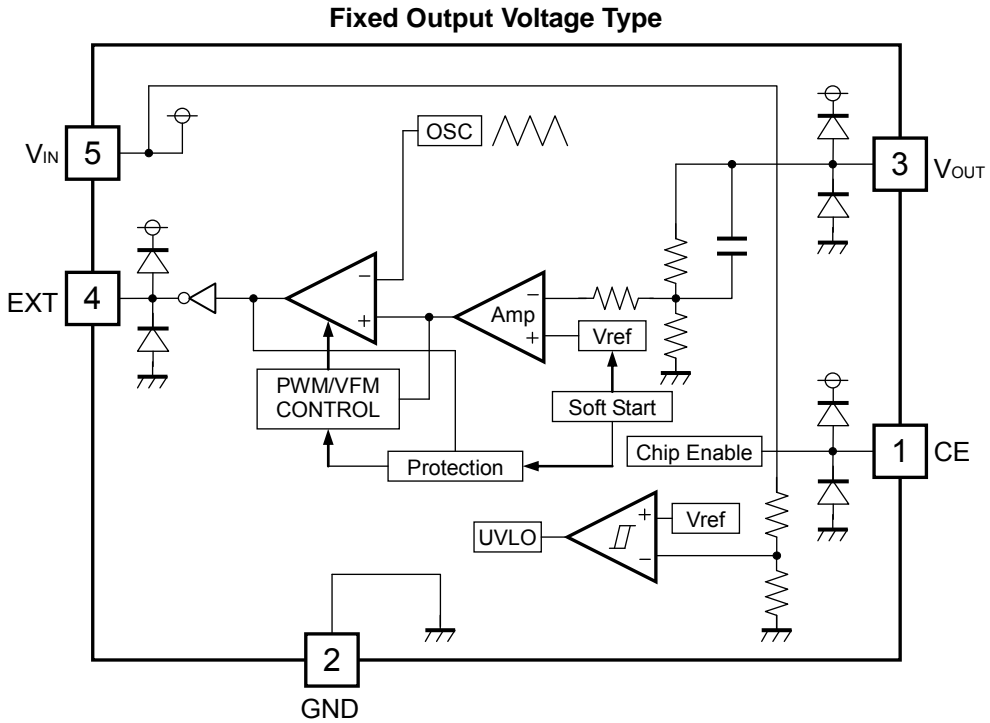 Fixed Output Voltage Type
OSC
5
VIN
3
VOUT
4
EXT
−
+
Amp
−
+
Vref
PWM/VFM
CONTROL
Soft Start
Protection
Chip Enable
1
CE
UVLO
+
−
Vref
2
GND